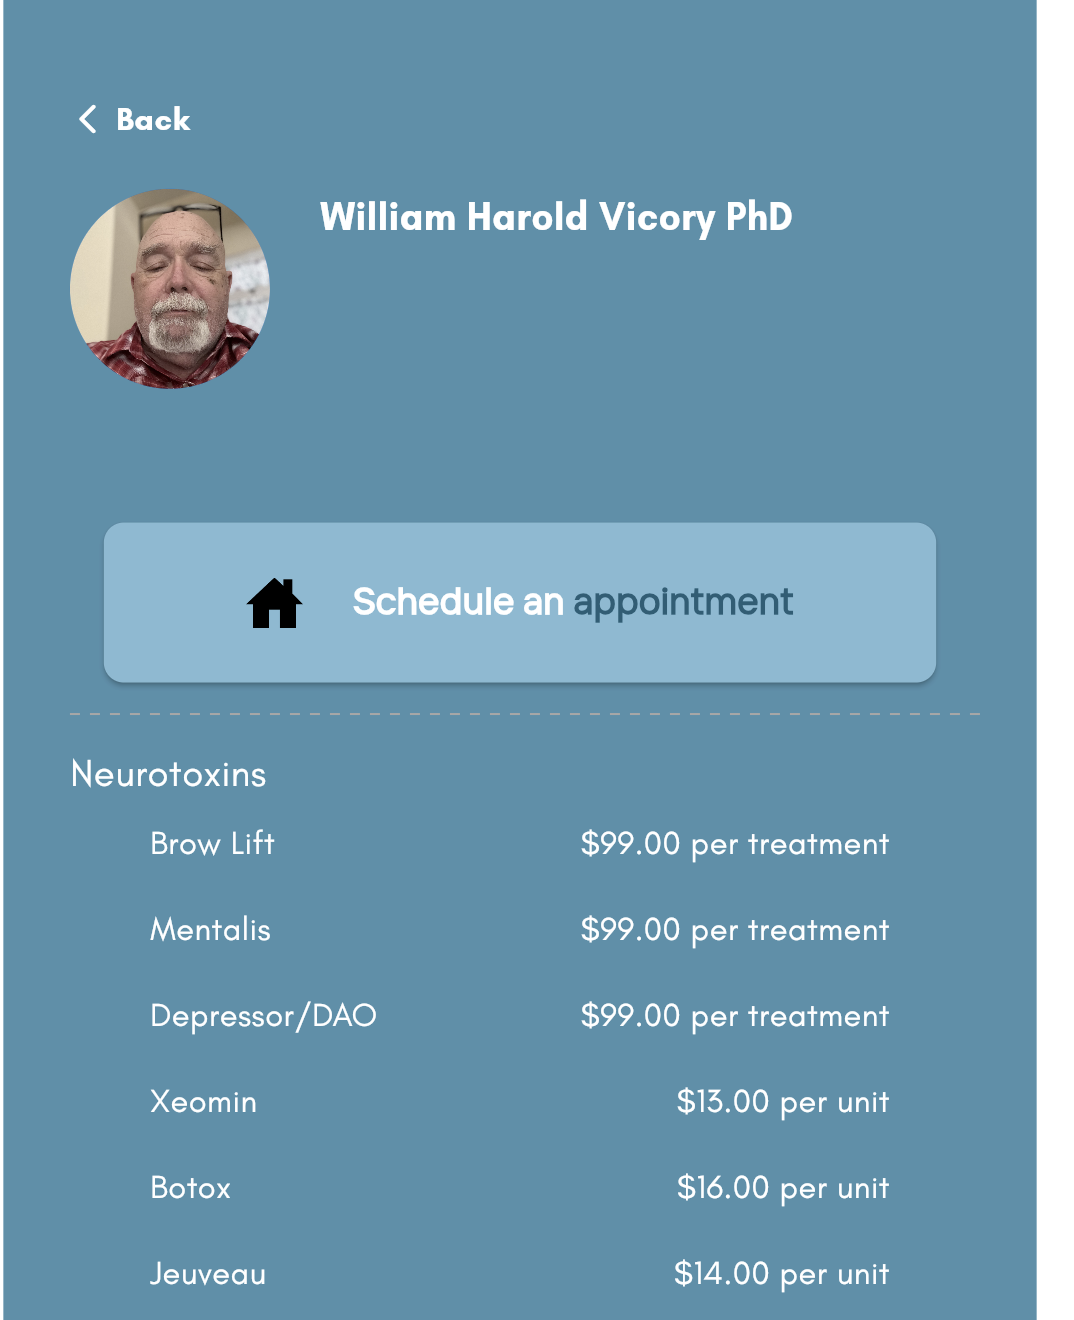 Back
William Harold Vicory PhD
Schedule an appointment
Neurotoxins
Brow Lift $99.00 per treatment
Mentalis $99.00 per treatment
Depressor/DAO $99.00 per treatment
Xeomin $13.00 per unit
Botox $16.00 per unit
Jeuveau $14.00 per unit